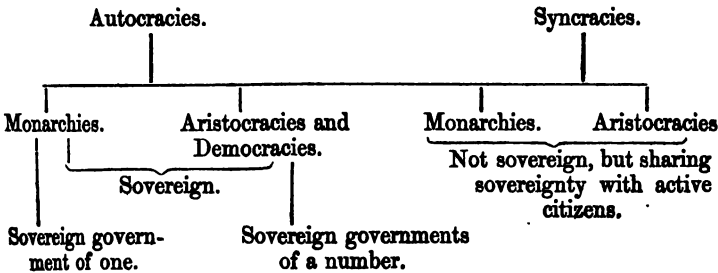 Autocracies. Syncracies.
Monarchies. Aristocracies and Democracies. Monarchies. Aristocracies
Sovereign.
Not sovereign, but sharing
sovereignty with active
citizens.
Sovereign govern-
ment of one.
Sovereign governments
of a number.